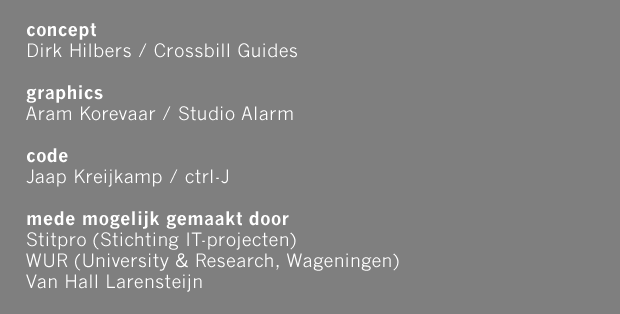 concept
Dirk Hilbers / Crossbill Guides
graphics
Aram Korevaar / Studio Alarm
code
Jaap Kreijkamp / ctrl-J
mede mogelijk gemaakt door
Stitpro (Stichting IT-projecten)
WUR (University & Research, Wageningen)
Van Hall Larensteijn